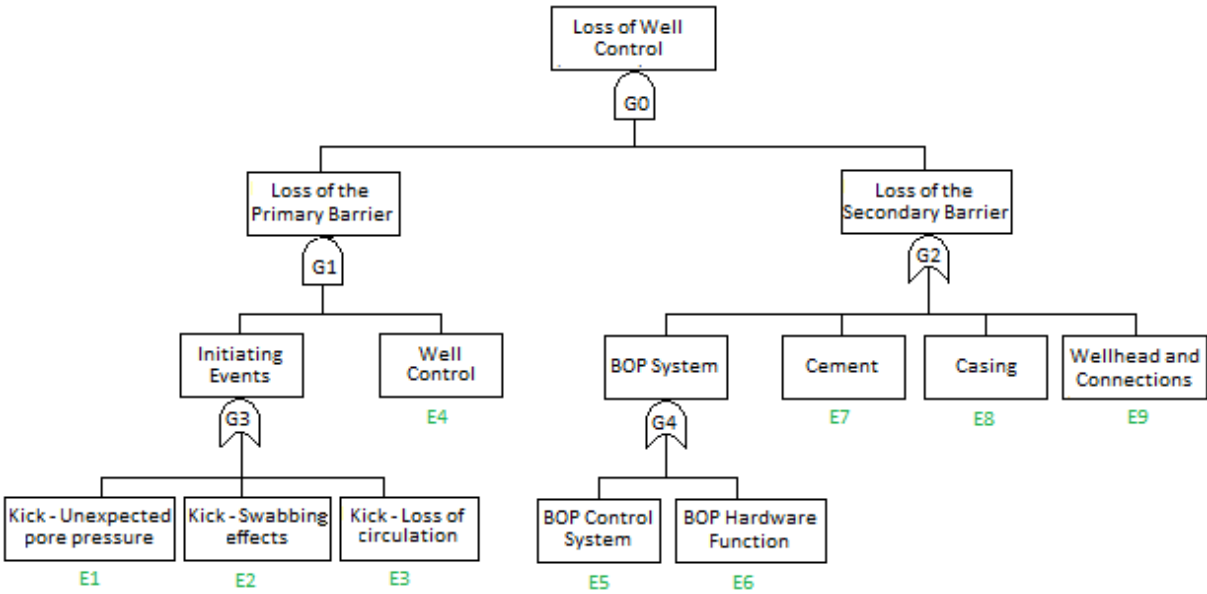 Loss of Well
Control
G0
Loss of the
Primary Barrier
Loss of the
Secondary Barrier
G1
G2
Initiating
Events
Well
Control
BOP System
Cement
Casing
Wellhead and
Connections
G3
E4
G4
E7
E8
E9
Kick - Unexpected
pore pressure
Kick - Swabbing
effects
Kick - Loss of
circulation
BOP Control
System
BOP Hardware
Function
E1
E2
E3
E5
E6